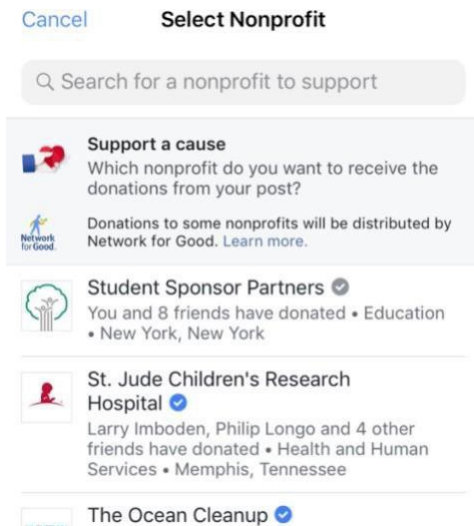 Cancel Select Nonprofit
Search for a nonprofit to support
Support a cause
Which nonprofit do you want to receive the
donations from your post?
Network
for Good.
Donations to some nonprofits will be distributed by
Network for Good. Learn more.
Student Sponsor Partners
You and 8 friends have donated • Education
• New York, New York
St. Jude Children's Research
Hospital
Larry Imboden, Philip Longo and 4 other
friends have donated • Health and Human
Services • Memphis, Tennessee
The Ocean Cleanup